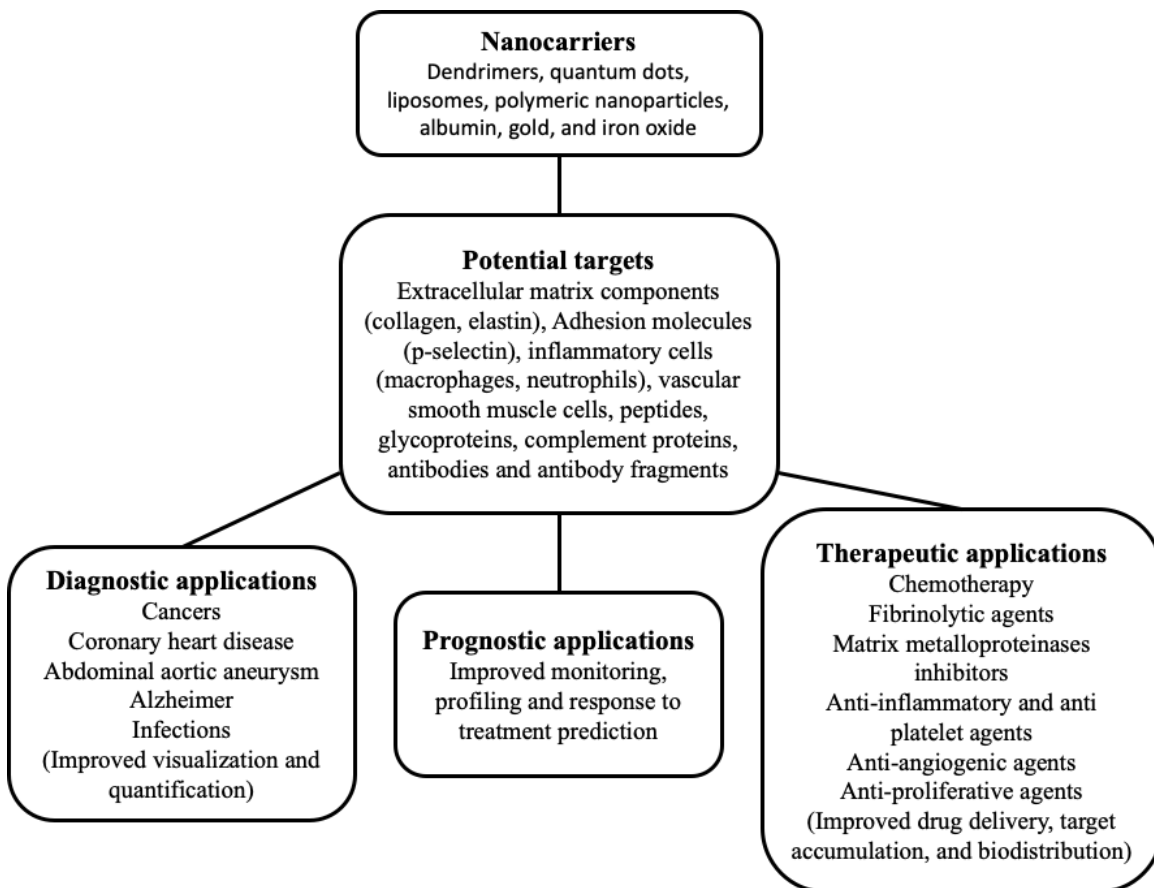 Nanocarriers
Dendrimers, quantum dots,
liposomes, polymeric nanoparticles,
albumin, gold, and iron oxide
Potential targets
Extracellular matrix components
(collagen, elastin), Adhesion molecules
(p-selectin), inflammatory cells
(macrophages, neutrophils), vascular
smooth muscle cells, peptides,
glycoproteins, complement proteins,
antibodies and antibody fragments
Diagnostic applications
Cancers
Coronary heart disease
Abdominal aortic aneurysm
Alzheimer
Infections
(Improved visualization and
quantification)
Prognostic applications
Improved monitoring,
profiling and response to
treatment prediction
Therapeutic applications
Chemotherapy
Fibrinolytic agents
Matrix metalloproteinases
inhibitors
Anti-inflammatory and anti
platelet agents
Anti-angiogenic agents
Anti-proliferative agents
(Improved drug delivery, target
accumulation, and biodistribution)